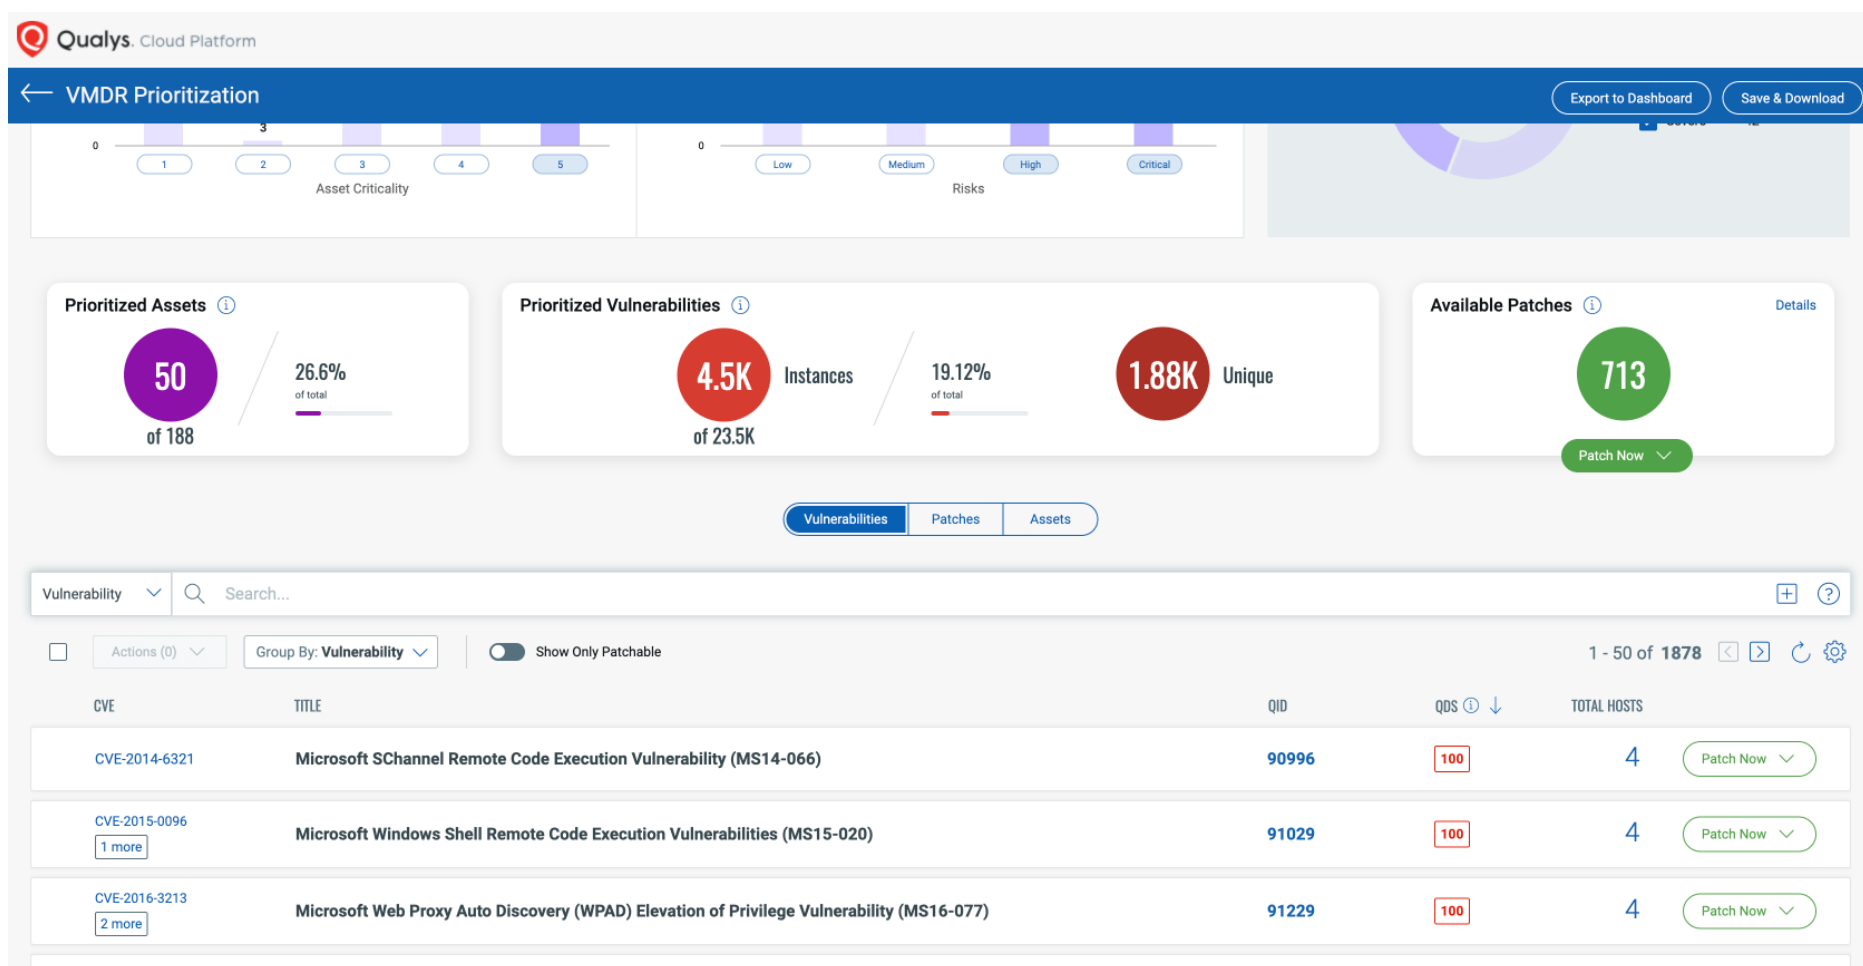 Qualys. Cloud Platform
VMDR Prioritization
Export to Dashboard
Save & Download
3
0
1 2 3 4 5
Asset Criticality
0
Low Medium High Critical
Risks
Prioritized Assets
50
of 188
26.6%
of total
Prioritized Vulnerabilities
4.5K Instances
of 23.5K
19.12%
of total
1.88K Unique
Available Patches
Details
713
Patch Now
Vulnerabilities Patches Assets
Vulnerability Search...
Actions (0) Group By: Vulnerability Show Only Patchable 1 - 50 of 1878
CVE TITLE QID QDS TOTAL HOSTS
CVE-2014-6321 Microsoft SChannel Remote Code Execution Vulnerability (MS14-066) 90996 100 4 Patch Now
CVE-2015-0096
1 more
Microsoft Windows Shell Remote Code Execution Vulnerabilities (MS15-020) 91029 100 4 Patch Now
CVE-2016-3213
2 more
Microsoft Web Proxy Auto Discovery (WPAD) Elevation of Privilege Vulnerability (MS16-077) 91229 100 4 Patch Now